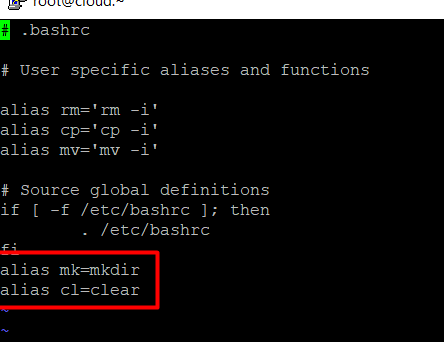 root@cloud:~
# .bashrc
# User specific aliases and functions
alias rm='rm -i'
alias cp='cp -i'
alias mv='mv -i'
# Source global definitions
if [ -f /etc/bashrc ]; then
        . /etc/bashrc
fi
alias mk=mkdir
alias cl=clear
~
~